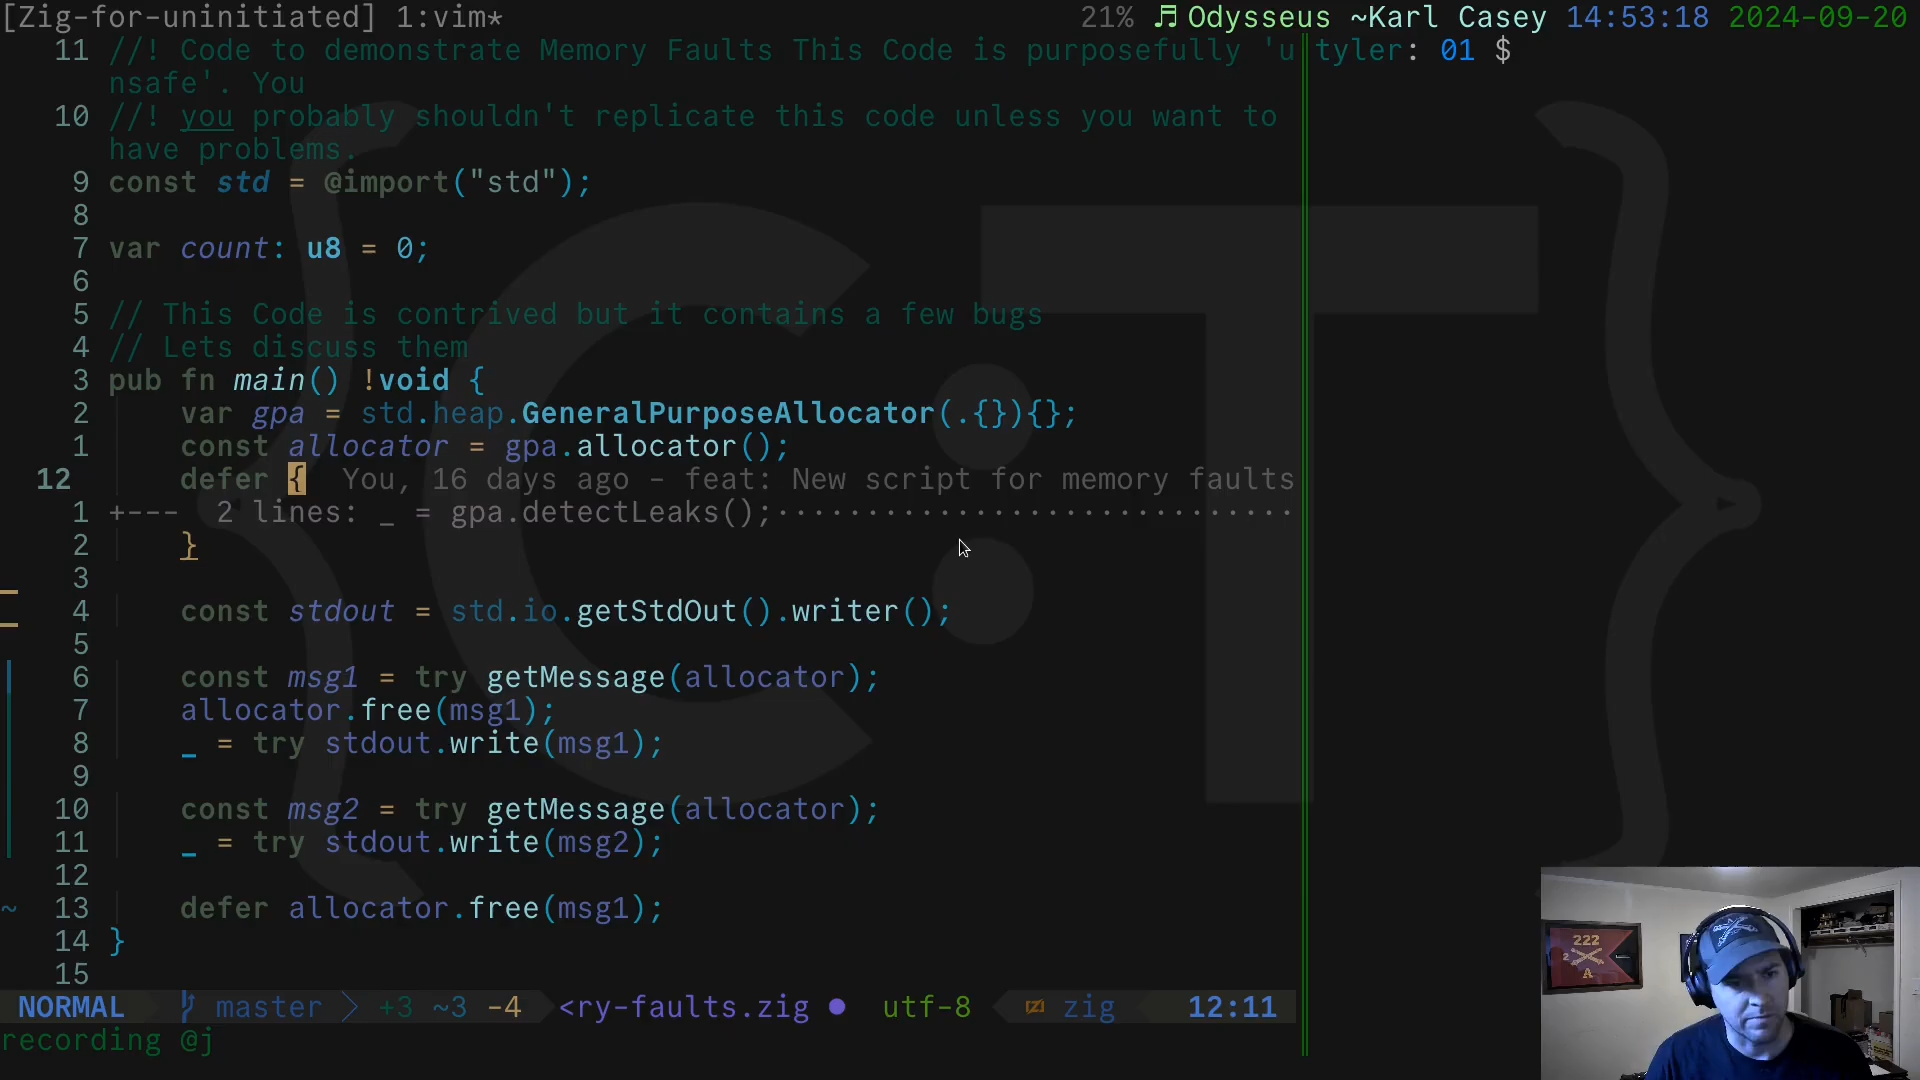 [Zig-for-uninitiated] 1:vim*
21% ♬ Odysseus ~Karl Casey 14:53:18 2024-09-20
11 //! Code to demonstrate Memory Faults This Code is purposefully 'u
nsafe'. You
10 //! you probably shouldn't replicate this code unless you want to
have problems.
9 const std = @import("std");
8
7 var count: u8 = 0;
6
5 // This Code is contrived but it contains a few bugs
4 // Lets discuss them
3 pub fn main() !void {
2 var gpa = std.heap.GeneralPurposeAllocator(.{}){};
1 const allocator = gpa.allocator();
12 defer { You, 16 days ago - feat: New script for memory faults
1 +--- 2 lines: _ = gpa.detectLeaks();·····························
2 }
3
4 const stdout = std.io.getStdOut().writer();
5
6 const msg1 = try getMessage(allocator);
7 allocator.free(msg1);
8 _ = try stdout.write(msg1);
9
10 const msg2 = try getMessage(allocator);
11 _ = try stdout.write(msg2);
12
~ 13 defer allocator.free(msg1);
14 }
15
NORMAL master +3 ~3 -4 <ry-faults.zig ● utf-8 zig 12:11
recording @j
tyler: 01 $
C:T
222
2
A